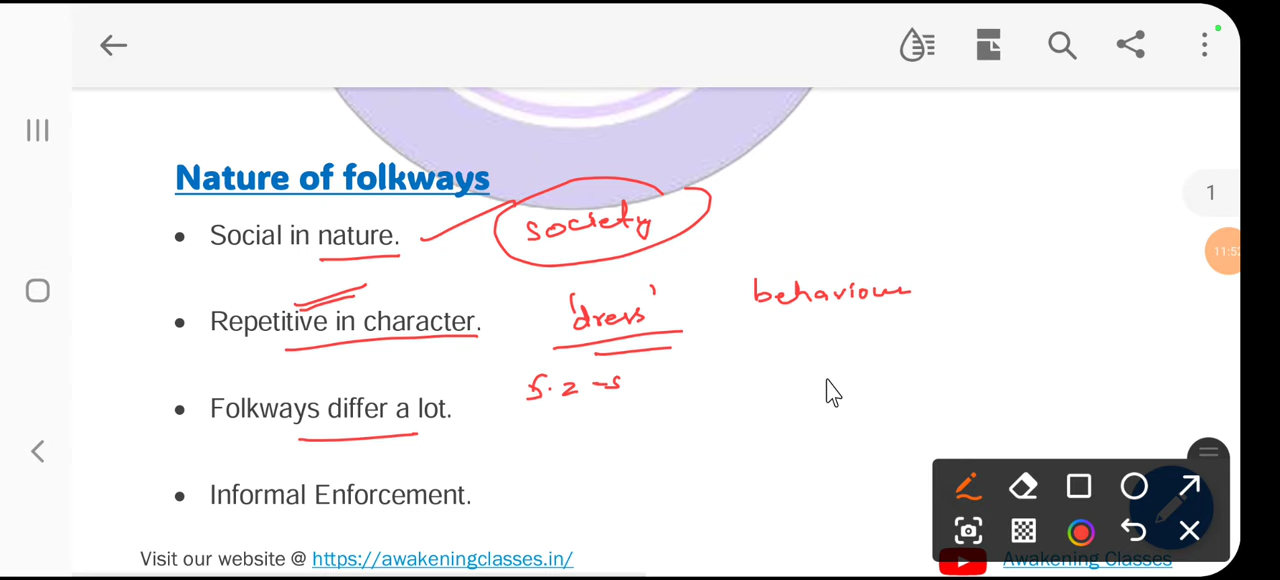 Nature of folkways
society
• Social in nature.
behaviour
'dress'
• Repetitive in character.
• Folkways differ a lot.
• Informal Enforcement.
1
Visit our website @ https://awakeningclasses.in/
Awakening Classes